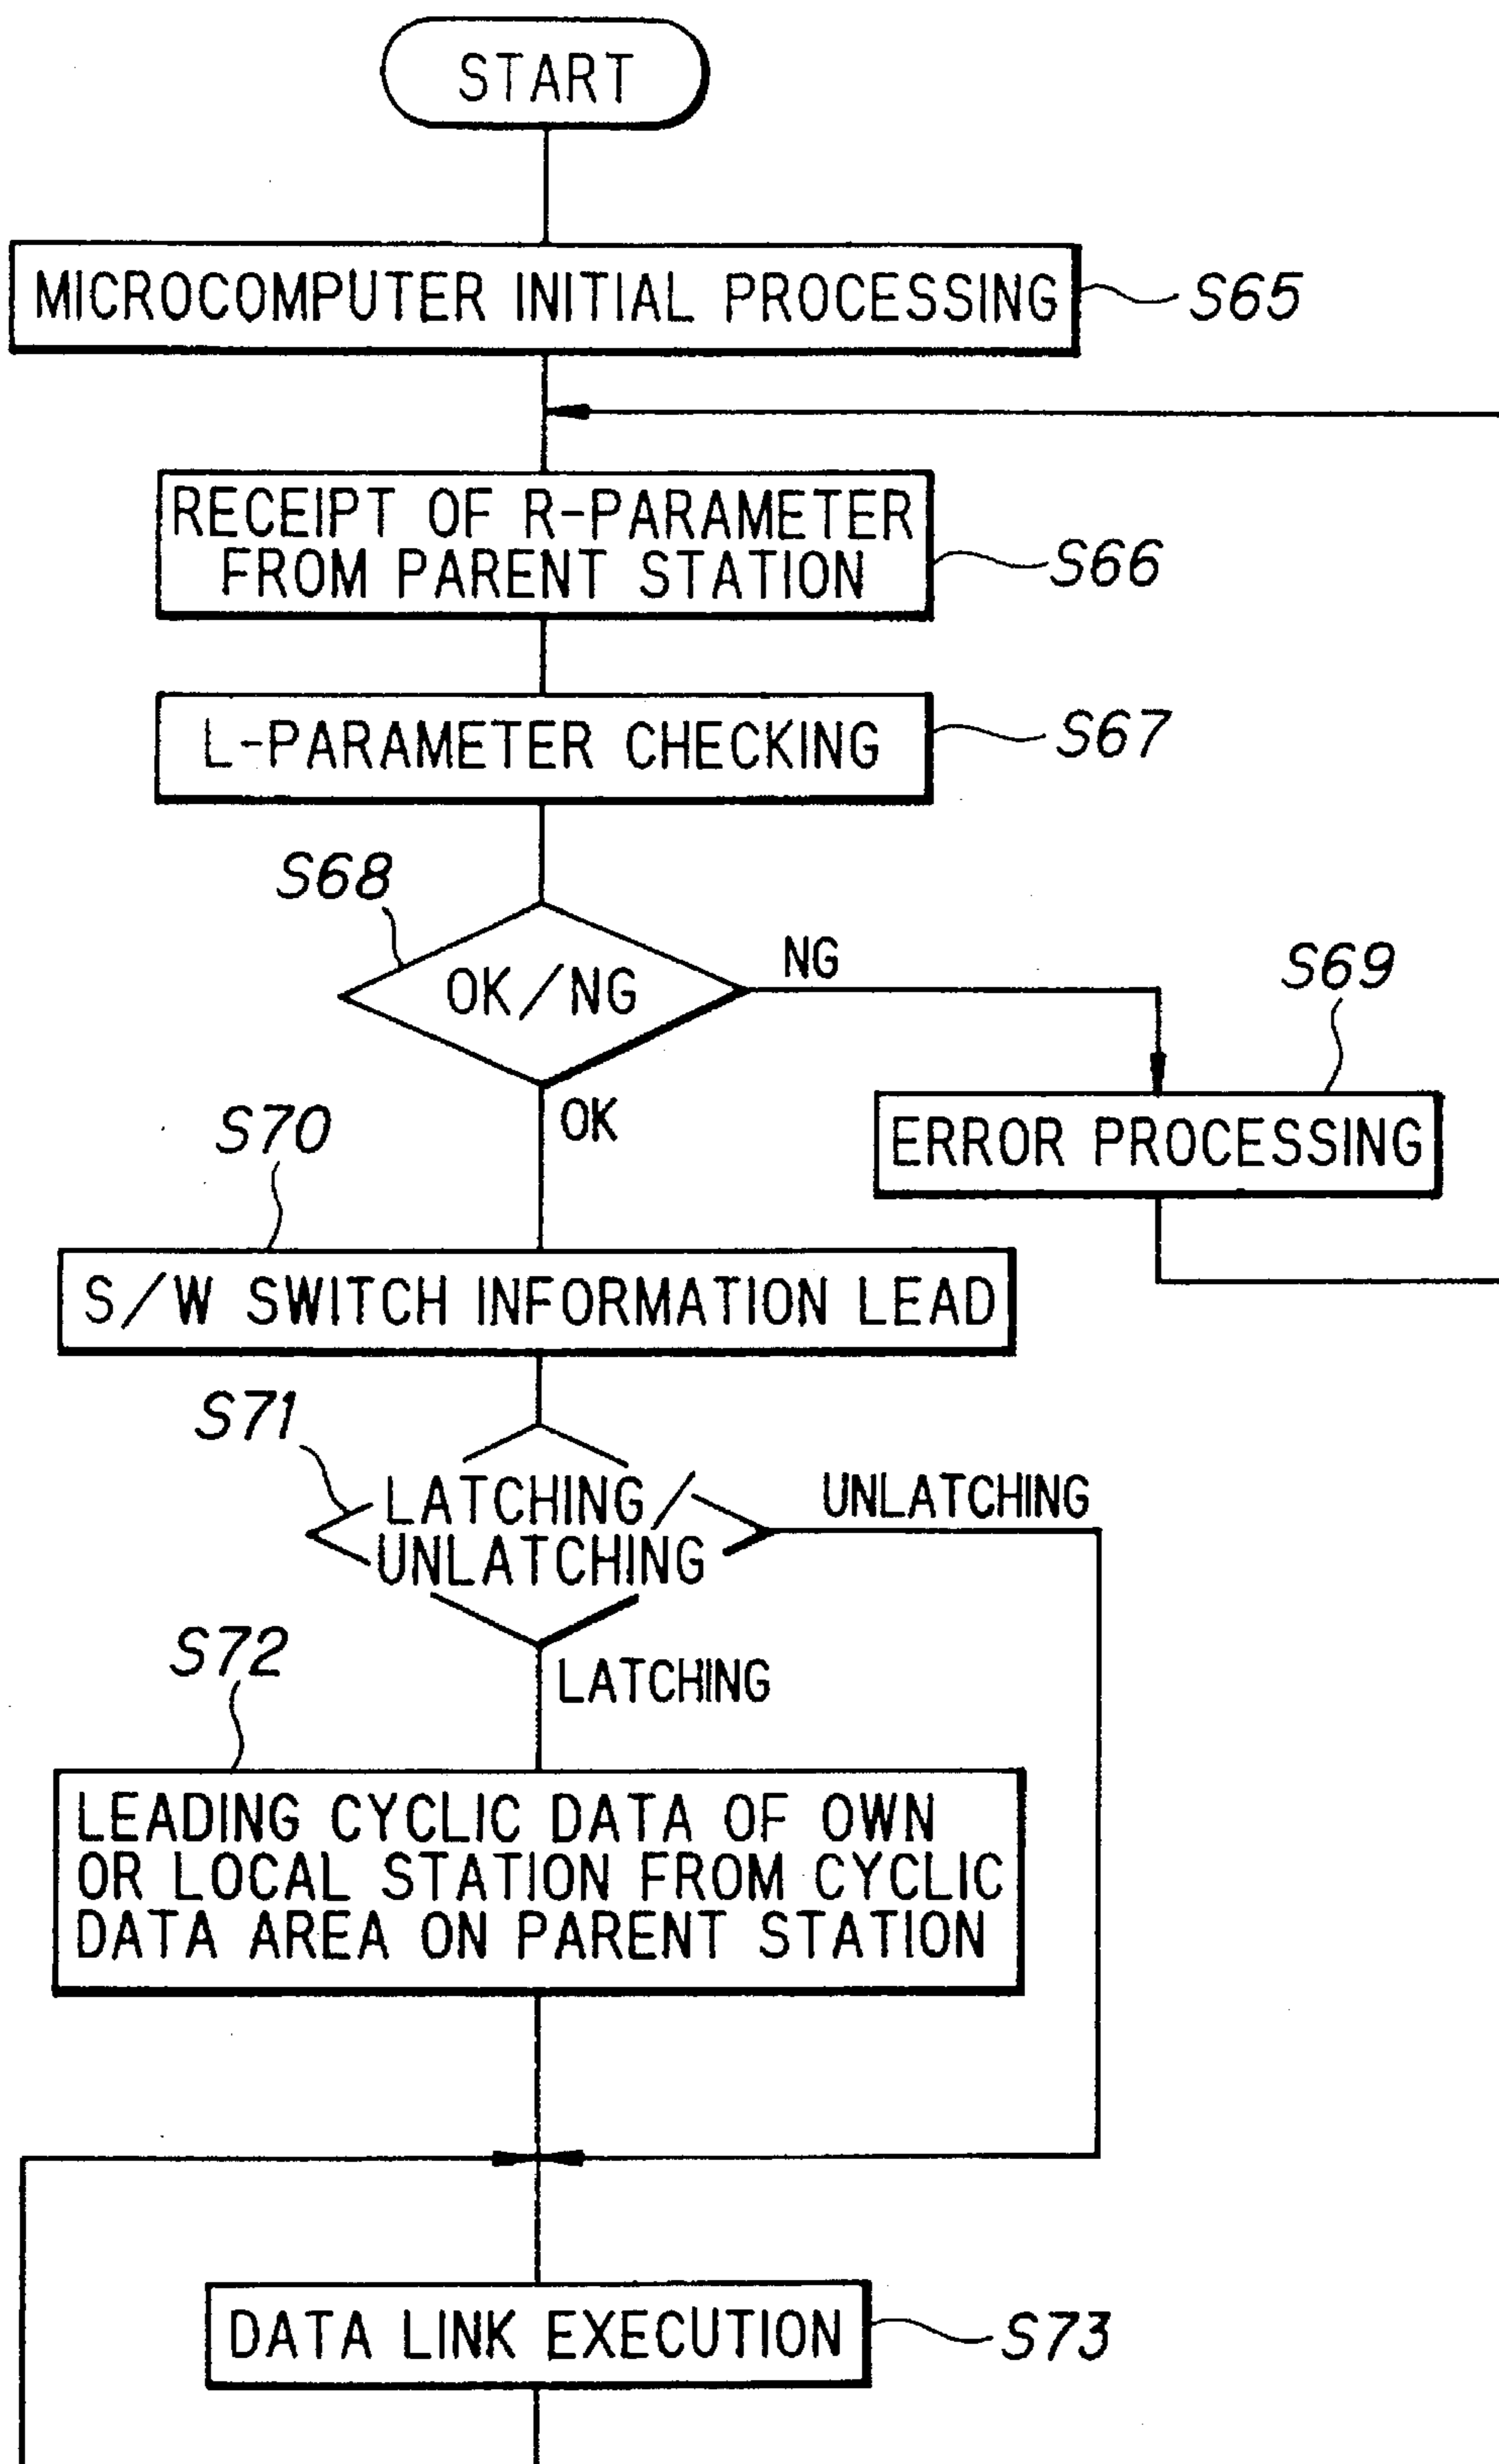 START
MICROCOMPUTER INITIAL PROCESSING
S65
RECEIPT OF R-PARAMETER
FROM PARENT STATION
S66
L-PARAMETER CHECKING
S67
S68
OK/NG
NG
S69
OK
ERROR PROCESSING
S70
S/W SWITCH INFORMATION LEAD
S71
LATCHING/
UNLATCHING
UNLATCHING
S72
LATCHING
LEADING CYCLIC DATA OF OWN
OR LOCAL STATION FROM CYCLIC
DATA AREA ON PARENT STATION
DATA LINK EXECUTION
S73